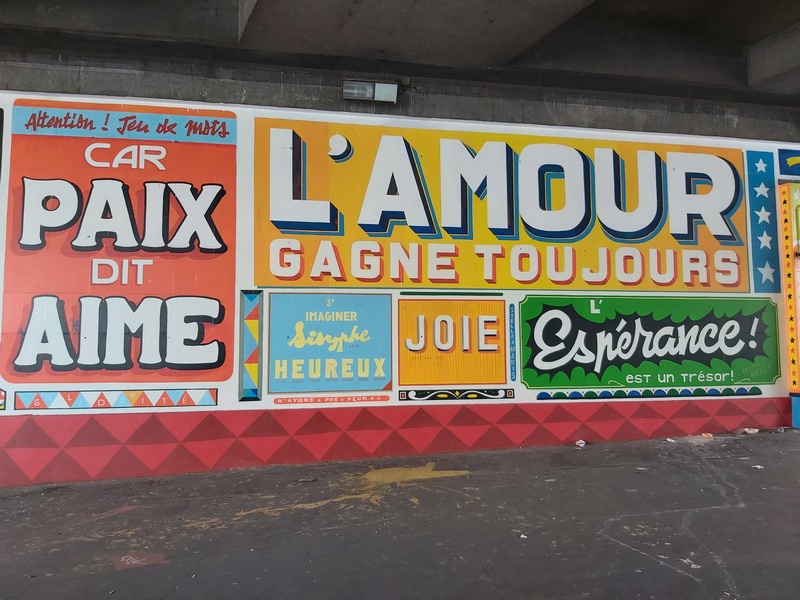 Attention ! Jeu de mots
CAR
PAIX
DIT
AIME
L'AMOUR
GAGNE TOUJOURS
S'
IMAGINER
Sisyphe
HEUREUX
N'AYONS PAS PEUR
JOIE
L'
Espérance !
EST UN TRÉSOR!